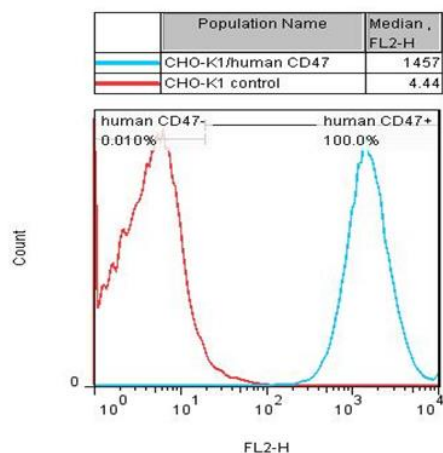 Population Name Median , FL2-H
CHO-K1/human CD47 1457
CHO-K1 control 4.44
human CD47- human CD47+
0.010% 100.0%
Count
0
10^0 10^1 10^2 10^3 10^4
FL2-H